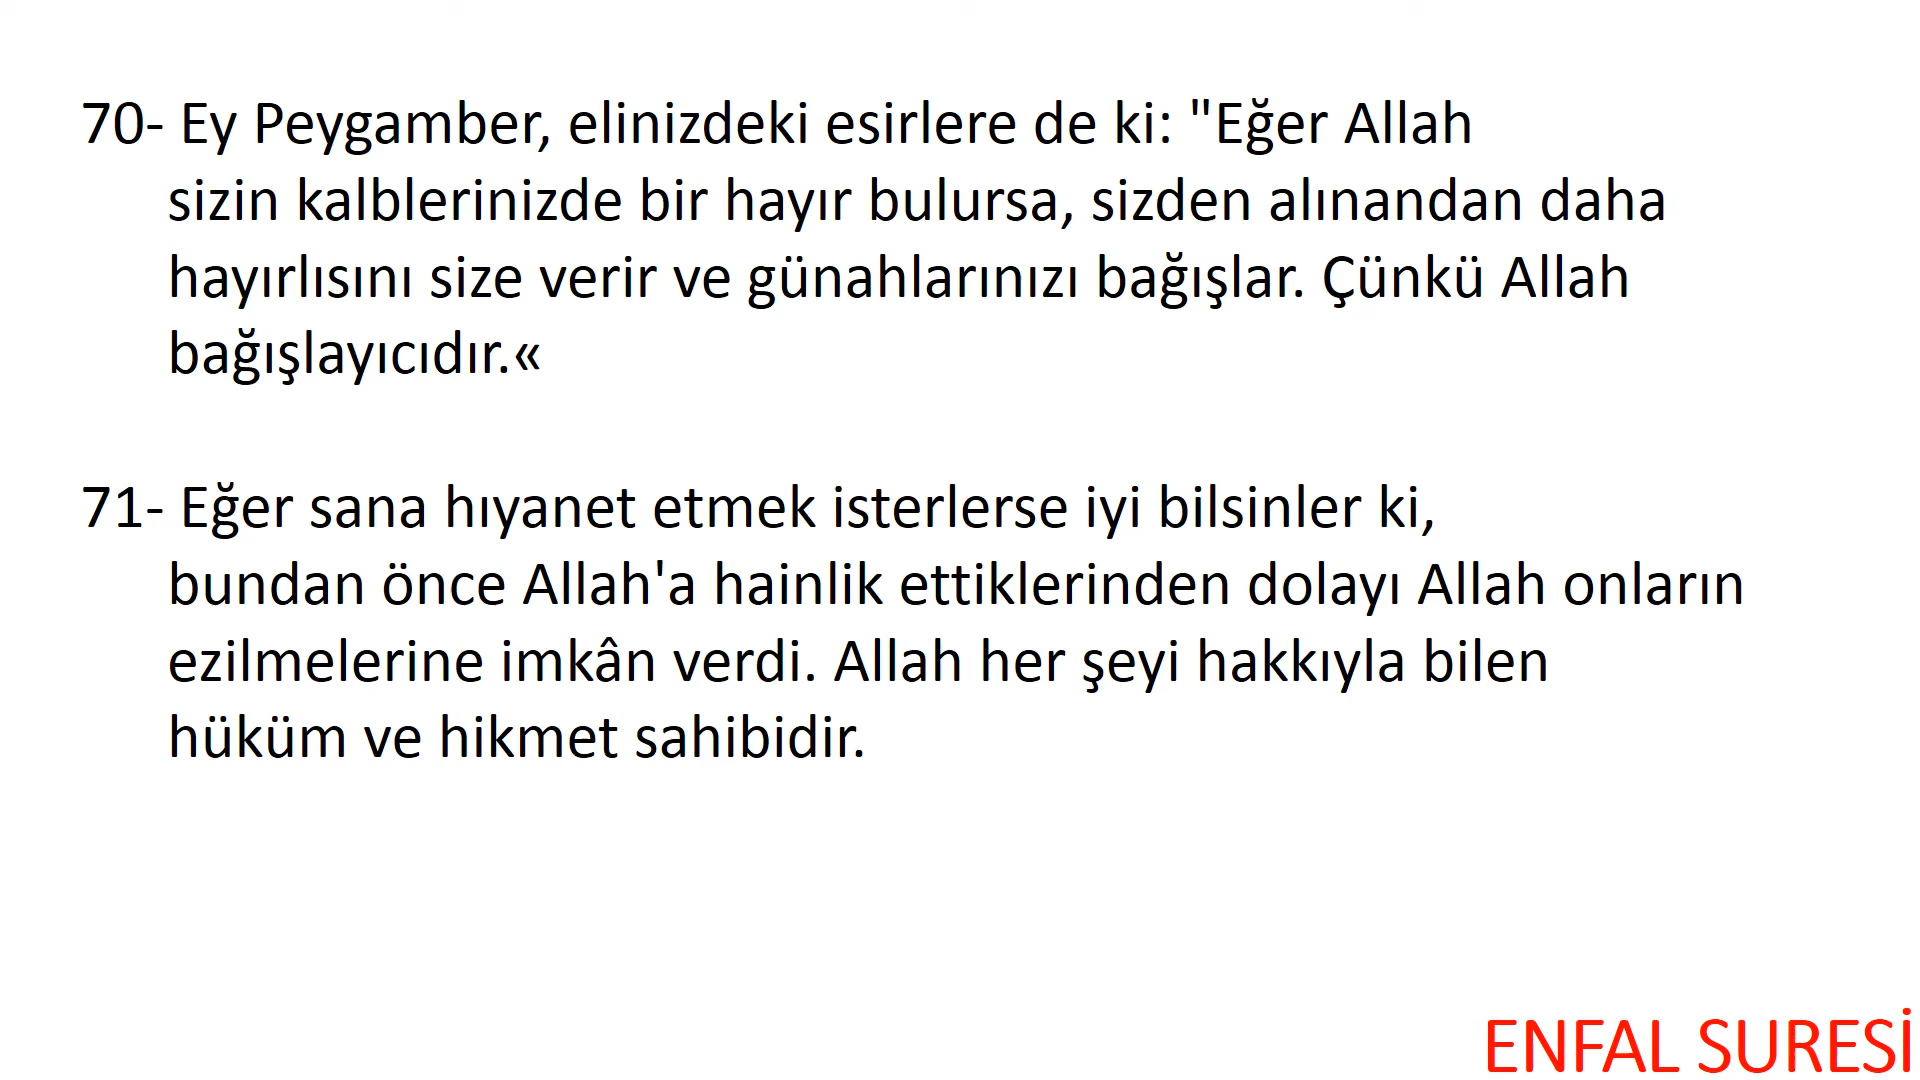 70- Ey Peygamber, elinizdeki esirlere de ki: "Eğer Allah
sizin kalblerinizde bir hayır bulursa, sizden alınandan daha
hayırlısını size verir ve günahlarınızı bağışlar. Çünkü Allah
bağışlayıcıdır.«
71- Eğer sana hıyanet etmek isterlerse iyi bilsinler ki,
bundan önce Allah'a hainlik ettiklerinden dolayı Allah onların
ezilmelerine imkân verdi. Allah her şeyi hakkıyla bilen
hüküm ve hikmet sahibidir.
ENFAL SURESİ